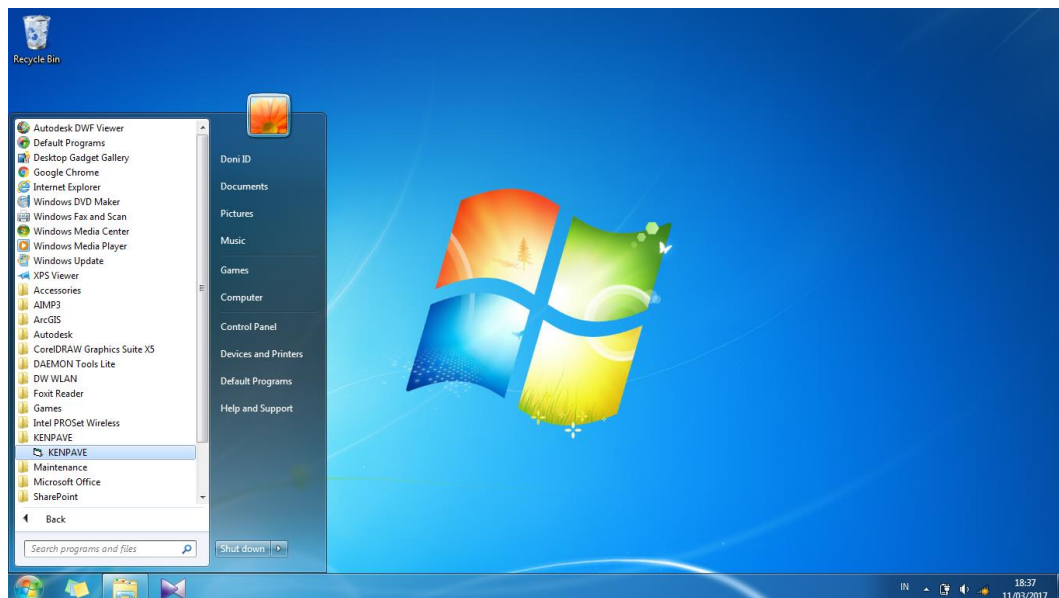 Recycle Bin
Autodesk DWF Viewer
Default Programs
Desktop Gadget Gallery
Google Chrome
Internet Explorer
Windows DVD Maker
Windows Fax and Scan
Windows Media Center
Windows Media Player
Windows Update
XPS Viewer
Accessories
AIMP3
ArcGIS
Autodesk
CorelDRAW Graphics Suite X5
DAEMON Tools Lite
DW WLAN
Foxit Reader
Games
Intel PROSet Wireless
KENPAVE
KENPAVE
Maintenance
Microsoft Office
SharePoint
Back
Search programs and files
Doni ID
Documents
Pictures
Music
Games
Computer
Control Panel
Devices and Printers
Default Programs
Help and Support
Shut down
IN
18:37
11/03/2017